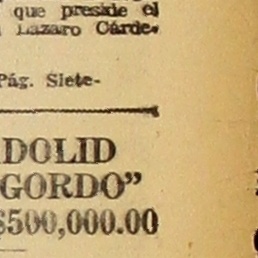 que preside el
Lázaro Cárde-
Pág. Siete-
DOLID
GORDO”
$500,000.00